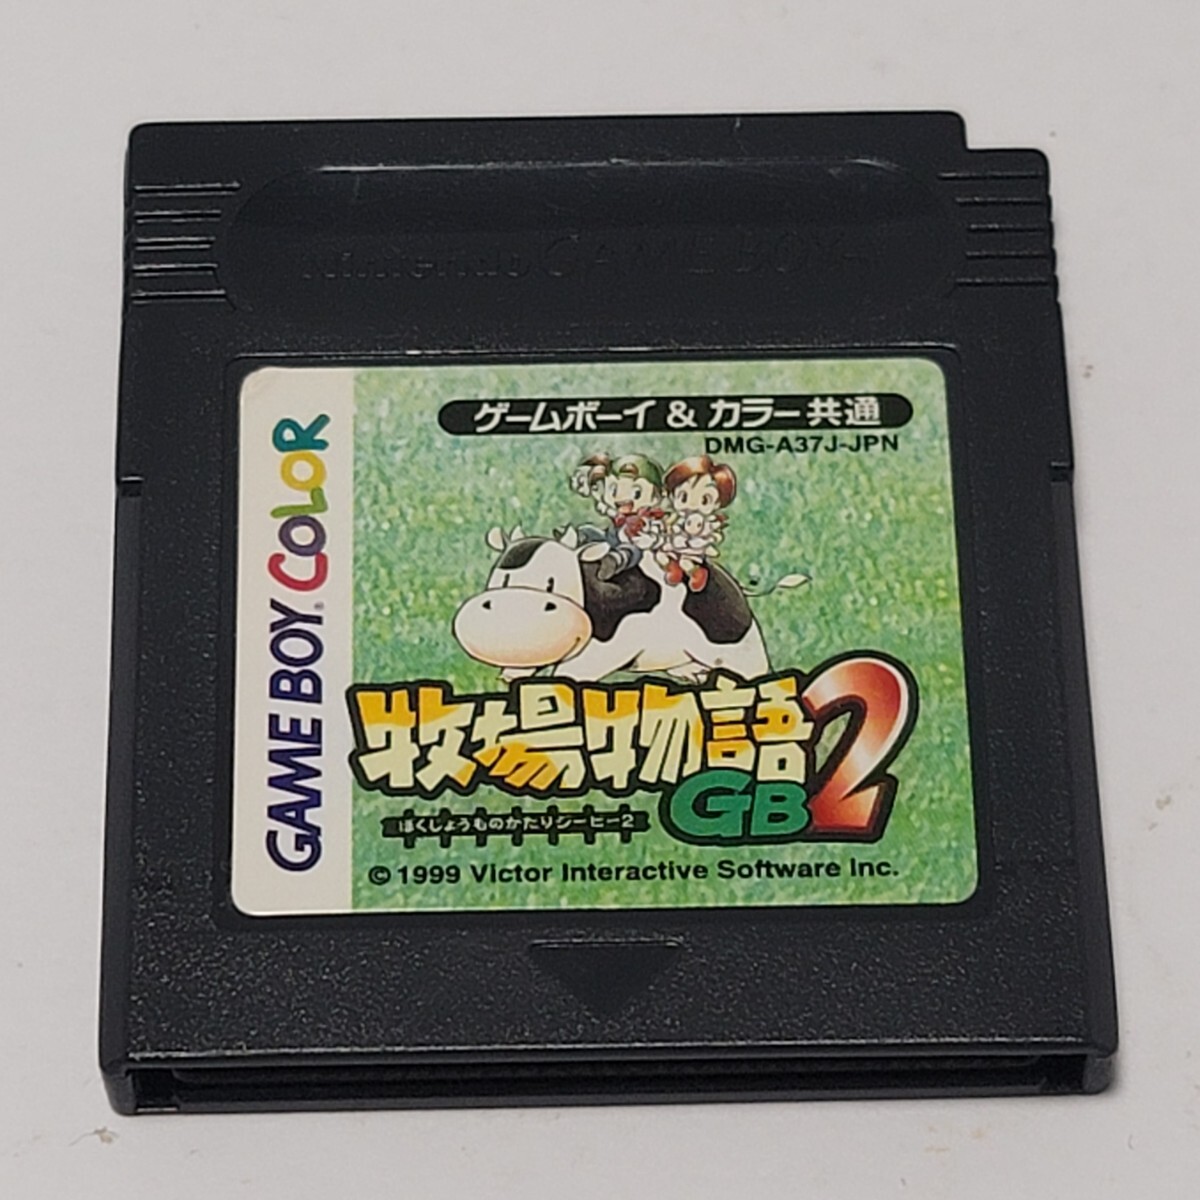 Nintendo GAME BOY
GAME BOY COLOR
ゲームボーイ & カラー 共通
DMG-A37J-JPN
牧場物語
GB2
ぼくじょうものがたりジービー2
© 1999 Victor Interactive Software Inc.